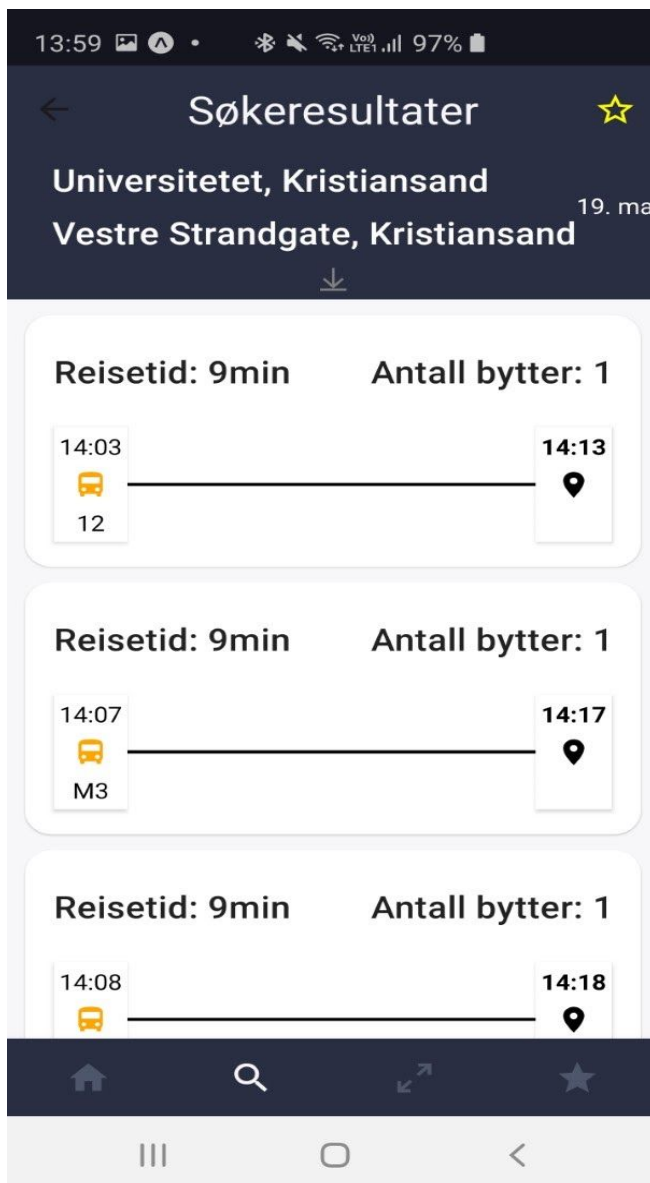 13:59 97%
Søkeresultater
Universitetet, Kristiansand
19. ma
Vestre Strandgate, Kristiansand
Reisetid: 9min Antall bytter: 1
14:03 14:13
12
Reisetid: 9min Antall bytter: 1
14:07 14:17
M3
Reisetid: 9min Antall bytter: 1
14:08 14:18